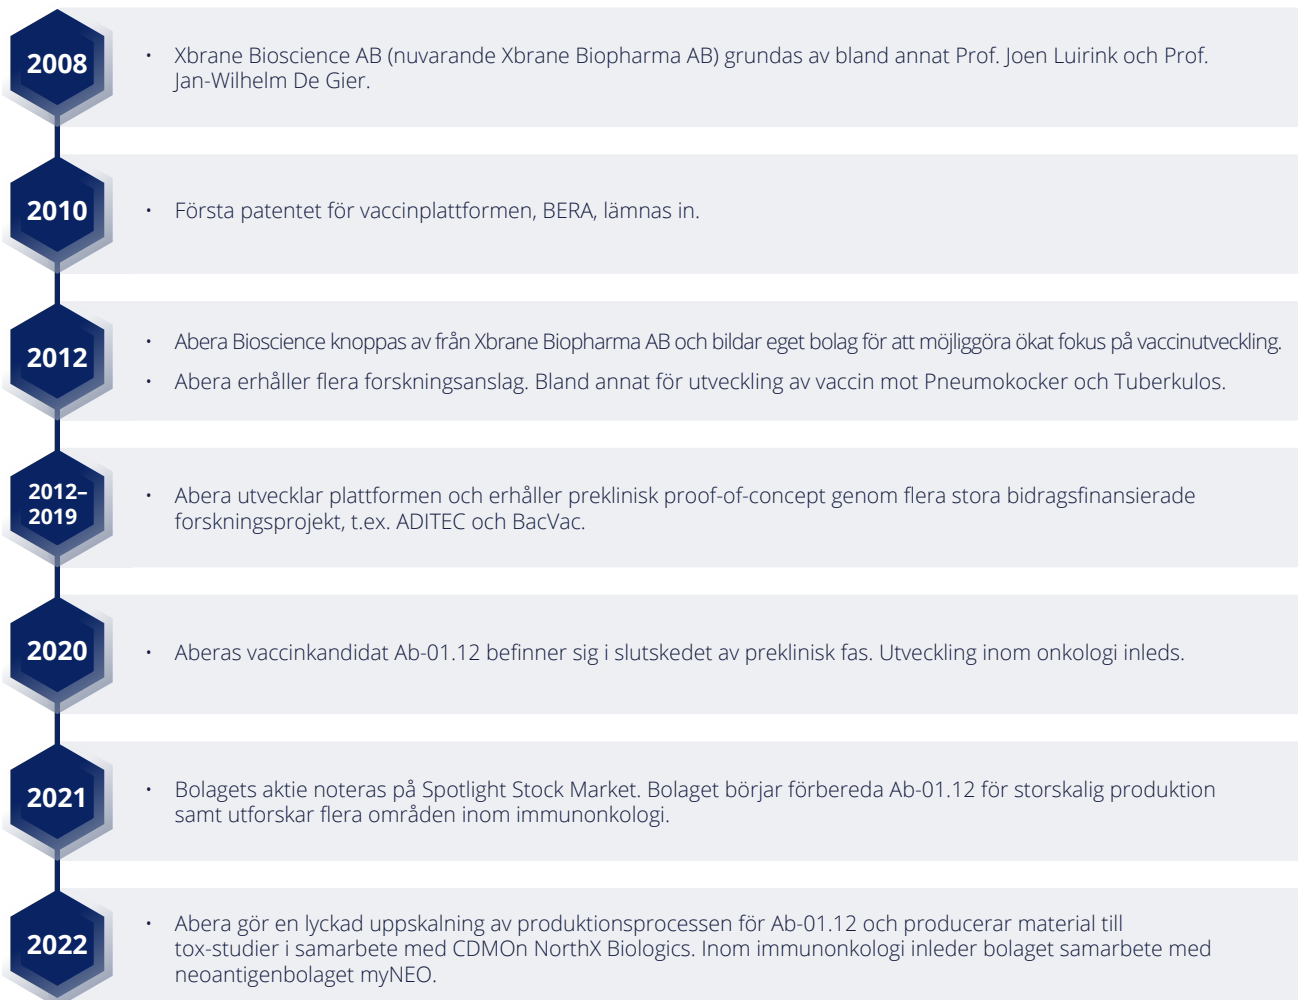 2008
• Xbrane Bioscience AB (nuvarande Xbrane Biopharma AB) grundas av bland annat Prof. Joen Luirink och Prof.
Jan-Wilhelm De Gier.
2010
• Första patentet för vaccinplattformen, BERA, lämnas in.
2012
• Abera Bioscience knoppas av från Xbrane Biopharma AB och bildar eget bolag för att möjliggöra ökat fokus på vaccinutveckling.
• Abera erhåller flera forskningsanslag. Bland annat för utveckling av vaccin mot Pneumokocker och Tuberkulos.
2012–
2019
• Abera utvecklar plattformen och erhåller preklinisk proof-of-concept genom flera stora bidragsfinansierade
forskningsprojekt, t.ex. ADITEC och BacVac.
2020
• Aberas vaccinkandidat Ab-01.12 befinner sig i slutskedet av preklinisk fas. Utveckling inom onkologi inleds.
2021
• Bolagets aktie noteras på Spotlight Stock Market. Bolaget börjar förbereda Ab-01.12 för storskalig produktion
samt utforskar flera områden inom immunonkologi.
2022
• Abera gör en lyckad uppskalning av produktionsprocessen för Ab-01.12 och producerar material till
tox-studier i samarbete med CDMOn NorthX Biologics. Inom immunonkologi inleder bolaget samarbete med
neoantigenbolaget myNEO.